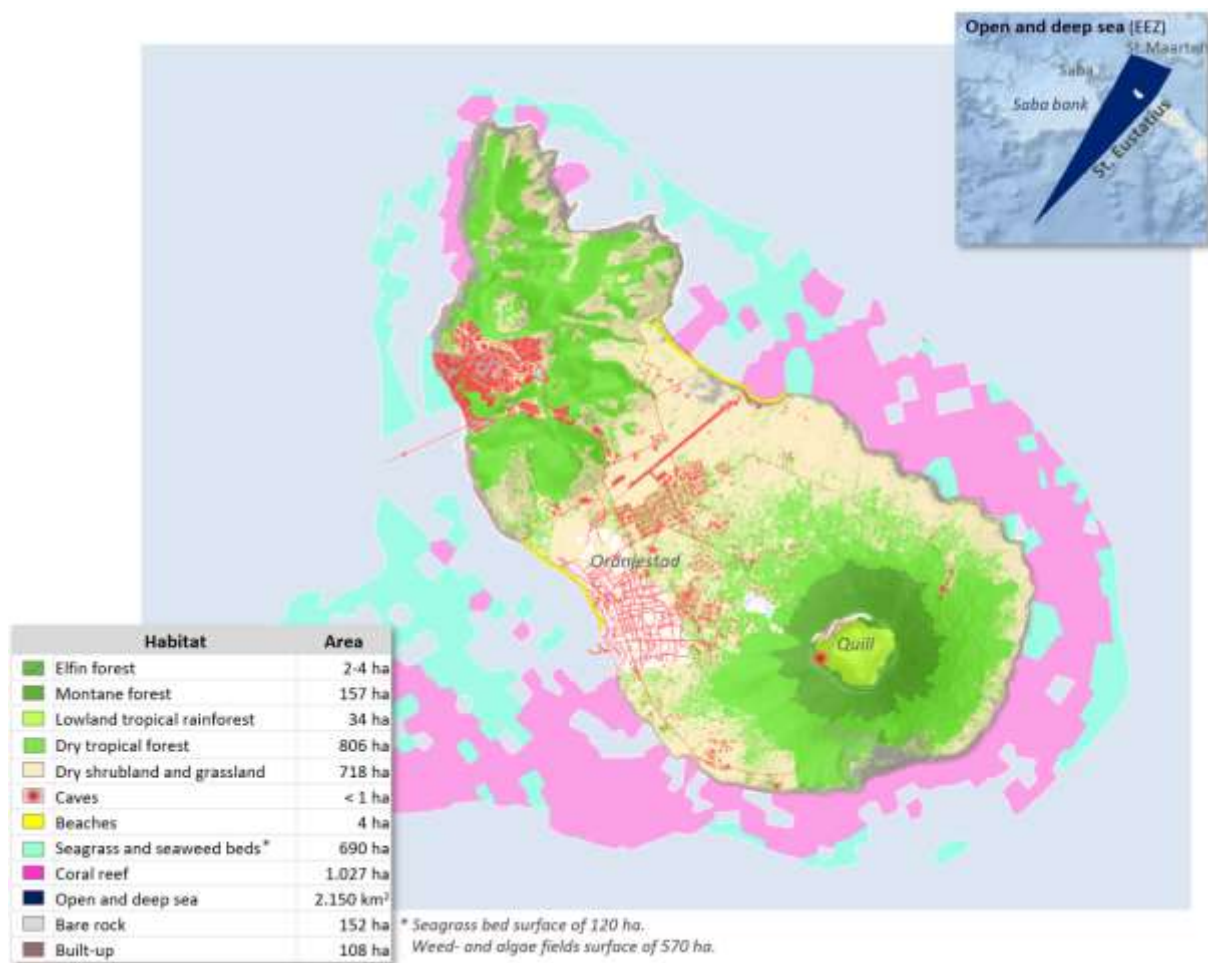 Open and deep sea (EEZ)
St Maarten
Saba
Saba bank
St. Eustatius
Oranjestad
Quill
Habitat Area
Elfin forest 2-4 ha
Montane forest 157 ha
Lowland tropical rainforest 34 ha
Dry tropical forest 806 ha
Dry shrubland and grassland 718 ha
Caves < 1 ha
Beaches 4 ha
Seagrass and seaweed beds* 690 ha
Coral reef 1.027 ha
Open and deep sea 2.150 km²
Bare rock 152 ha
Built-up 108 ha
* Seagrass bed surface of 120 ha.
Weed- and algae fields surface of 570 ha.